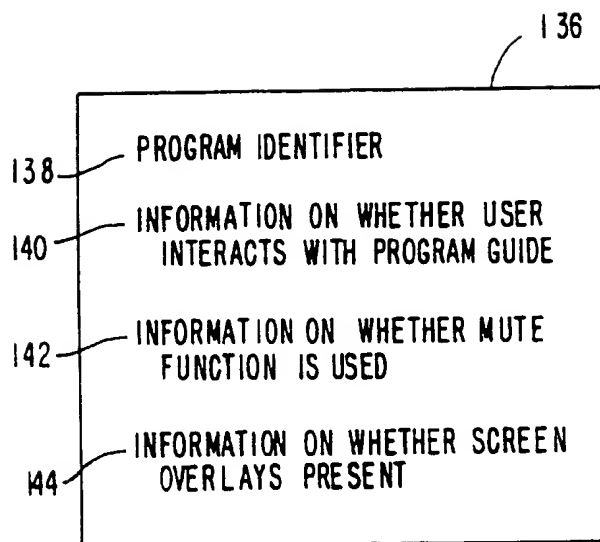 136
138 PROGRAM IDENTIFIER
140 INFORMATION ON WHETHER USER
INTERACTS WITH PROGRAM GUIDE
142 INFORMATION ON WHETHER MUTE
FUNCTION IS USED
144 INFORMATION ON WHETHER SCREEN
OVERLAYS PRESENT